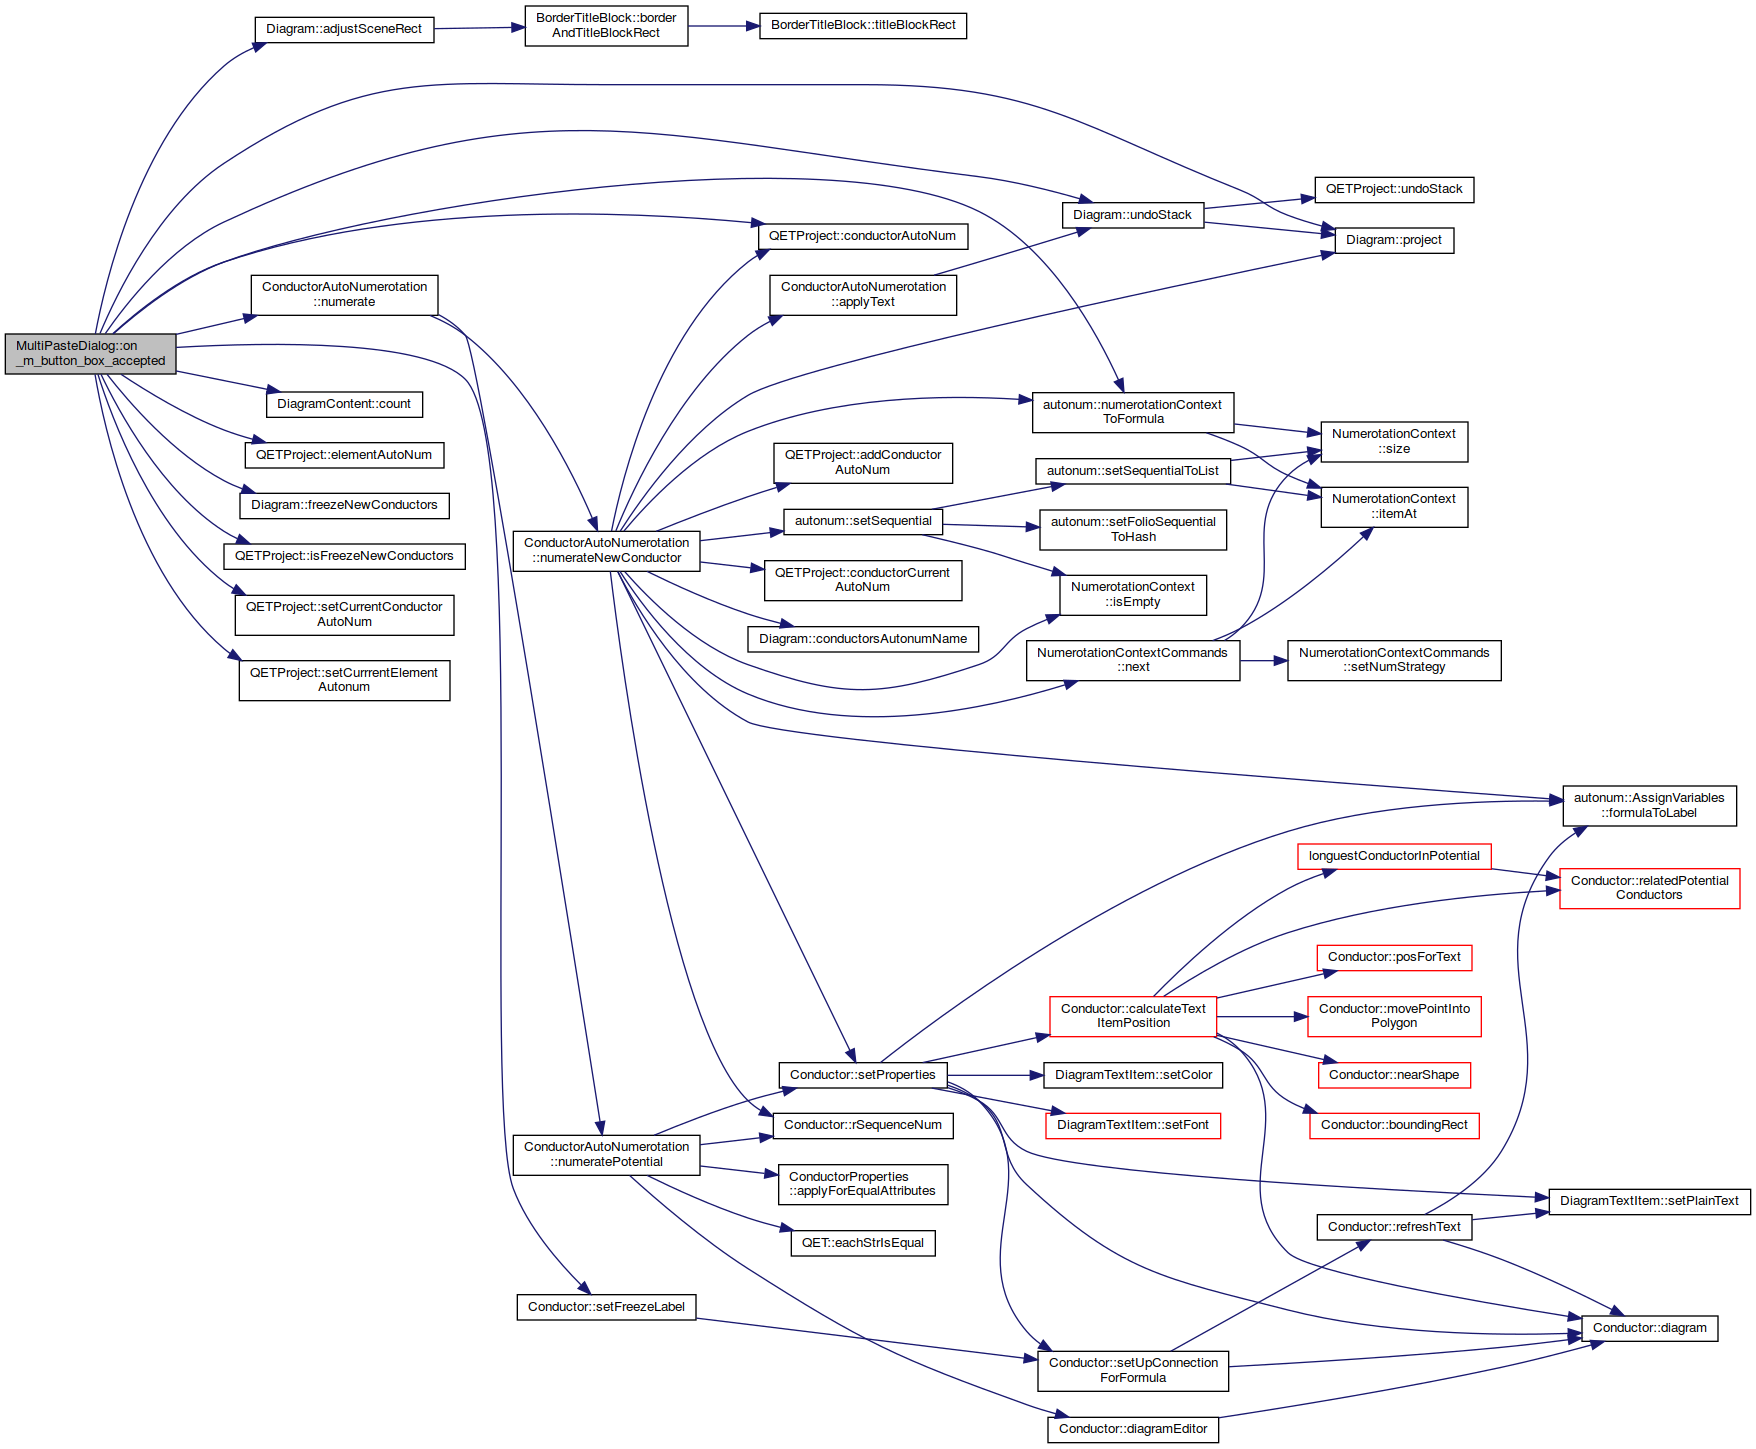 MultiPasteDialog::on
_m_button_box_accepted
Diagram::adjustSceneRect
BorderTitleBlock::border
AndTitleBlockRect
BorderTitleBlock::titleBlockRect
QETProject::undoStack
Diagram::undoStack
Diagram::project
QETProject::conductorAutoNum
ConductorAutoNumerotation
::numerate
ConductorAutoNumerotation
::applyText
DiagramContent::count
autonum::numerotationContext
ToFormula
NumerotationContext
::size
QETProject::elementAutoNum
QETProject::addConductor
AutoNum
autonum::setSequentialToList
Diagram::freezeNewConductors
NumerotationContext
::itemAt
autonum::setSequential
autonum::setFolioSequential
ToHash
ConductorAutoNumerotation
::numerateNewConductor
QETProject::isFreezeNewConductors
QETProject::conductorCurrent
AutoNum
NumerotationContext
::isEmpty
QETProject::setCurrentConductor
AutoNum
Diagram::conductorsAutonumName
NumerotationContextCommands
::next
NumerotationContextCommands
::setNumStrategy
QETProject::setCurrrentElement
Autonum
autonum::AssignVariables
::formulaToLabel
longuestConductorInPotential
Conductor::relatedPotential
Conductors
Conductor::posForText
Conductor::calculateText
ItemPosition
Conductor::movePointInto
Polygon
Conductor::setProperties
DiagramTextItem::setColor
Conductor::nearShape
Conductor::rSequenceNum
DiagramTextItem::setFont
Conductor::boundingRect
ConductorAutoNumerotation
::numeratePotential
ConductorProperties
::applyForEqualAttributes
DiagramTextItem::setPlainText
Conductor::refreshText
QET::eachStrIsEqual
Conductor::setFreezeLabel
Conductor::diagram
Conductor::setUpConnection
ForFormula
Conductor::diagramEditor